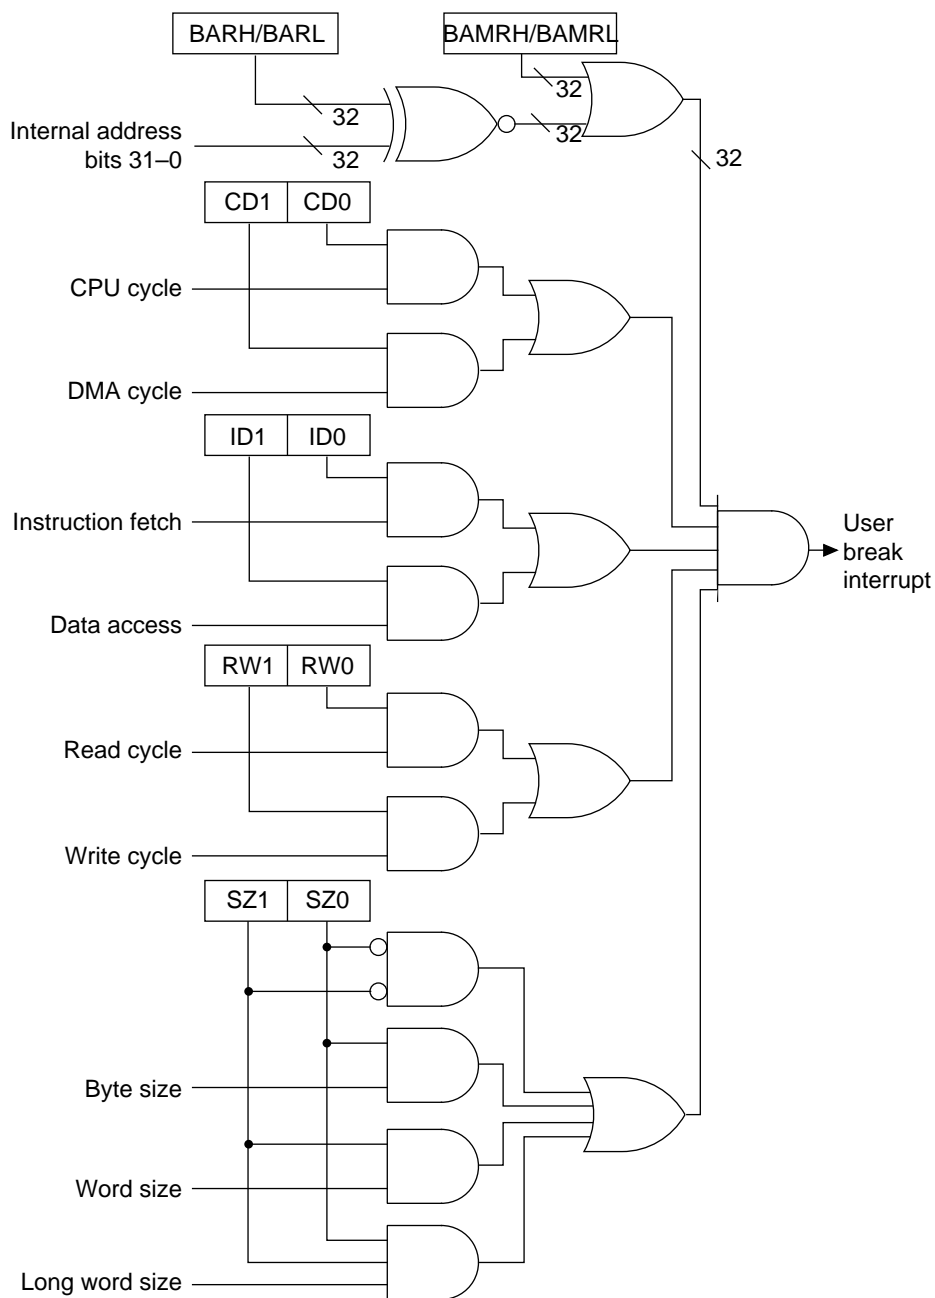 BARH/BARL
BAMRH/BAMRL
32
32
Internal address
bits 31–0
32
32
32
CD1 CD0
CPU cycle
DMA cycle
ID1 ID0
Instruction fetch
User
break
interrupt
Data access
RW1 RW0
Read cycle
Write cycle
SZ1 SZ0
Byte size
Word size
Long word size